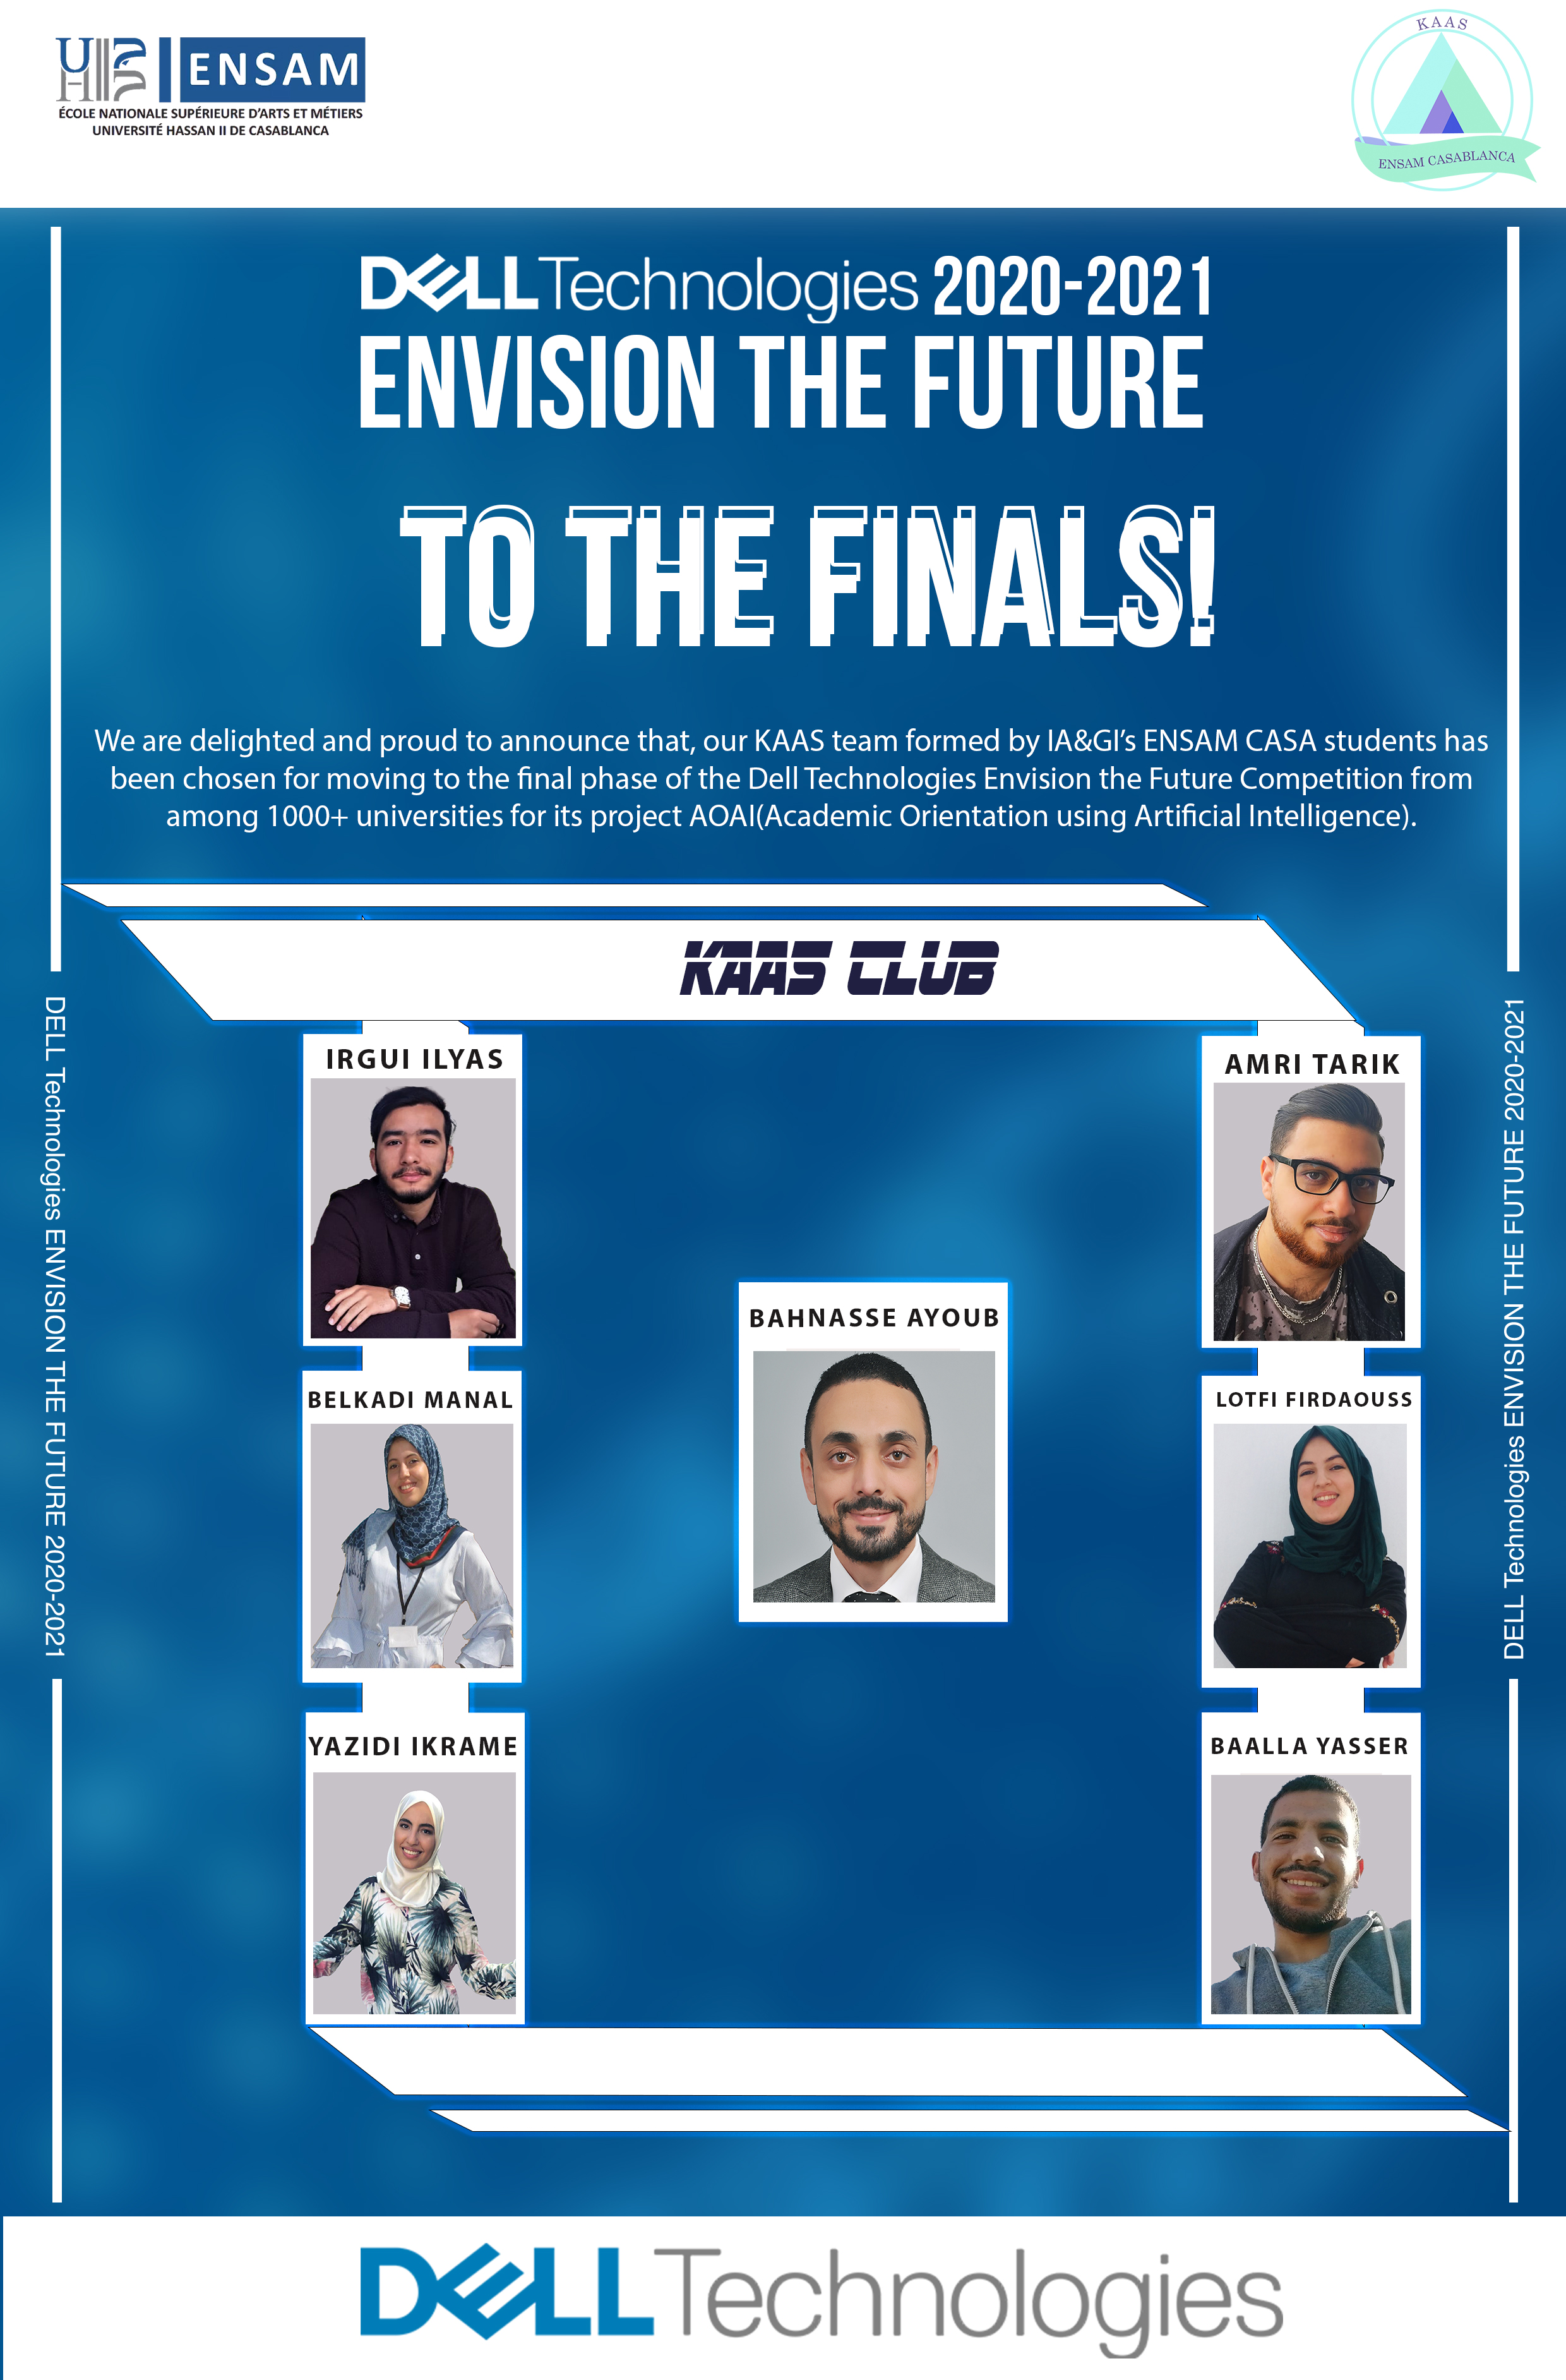 UH2C ENSAM
ÉCOLE NATIONALE SUPÉRIEURE D'ARTS ET MÉTIERS
UNIVERSITÉ HASSAN II DE CASABLANCA
KAAS
ENSAM CASABLANCA
DELL Technologies 2020-2021
ENVISION THE FUTURE
TO THE FINALS!
We are delighted and proud to announce that, our KAAS team formed by IA&GI's ENSAM CASA students has
been chosen for moving to the final phase of the Dell Technologies Envision the Future Competition from
among 1000+ universities for its project AOAI(Academic Orientation using Artificial Intelligence).
KAAS CLUB
DELL Technologies ENVISION THE FUTURE 2020-2021
DELL Technologies ENVISION THE FUTURE 2020-2021
IRGUI ILYAS
AMRI TARIK
BAHNASSE AYOUB
BELKADI MANAL
LOTFI FIRDAOUSS
YAZIDI IKRAME
BAALLA YASSER
DELL Technologies